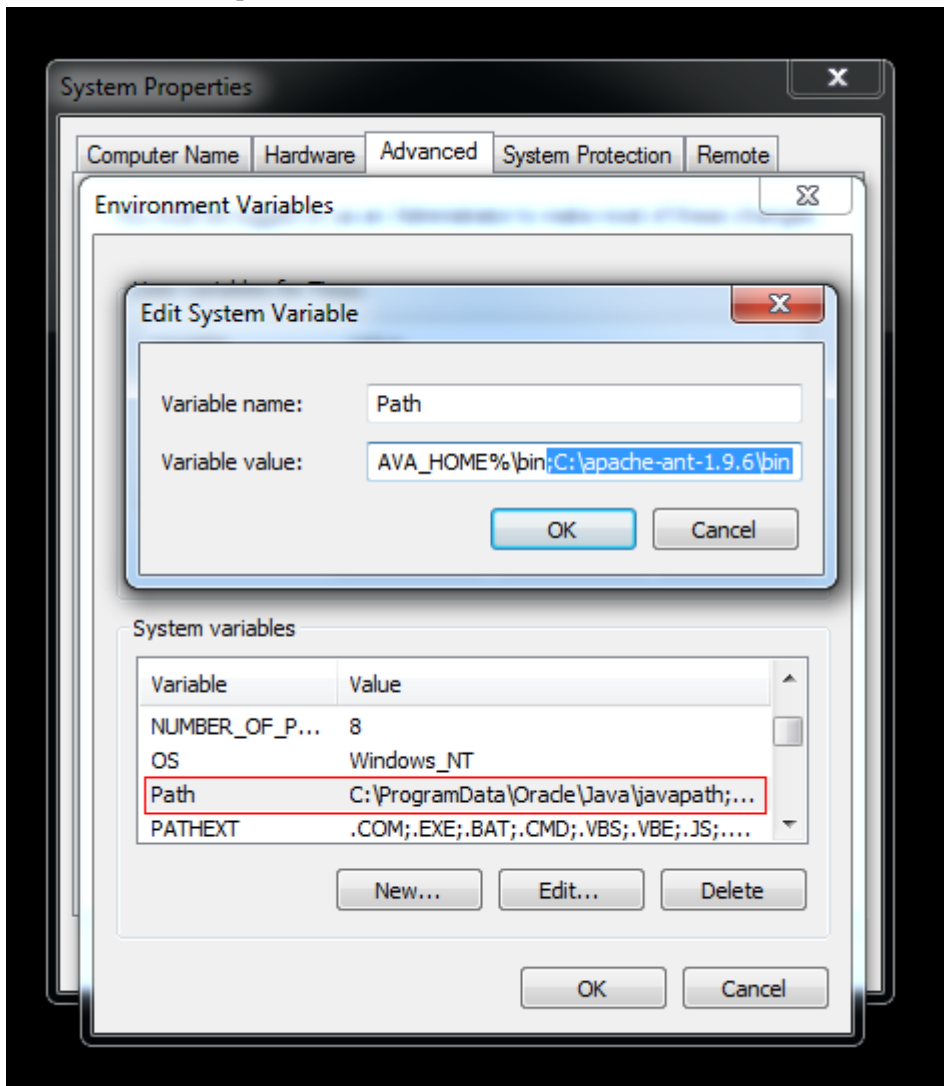 System Properties
Computer Name Hardware Advanced System Protection Remote
Environment Variables
Edit System Variable
Variable name: Path
Variable value: AVA_HOME%\bin;C:\apache-ant-1.9.6\bin
OK Cancel
System variables
Variable Value
NUMBER_OF_P... 8
OS Windows_NT
Path C:\ProgramData\Oracle\Java\javapath;...
PATHEXT .COM;.EXE;.BAT;.CMD;.VBS;.VBE;.JS;....
New... Edit... Delete
OK Cancel